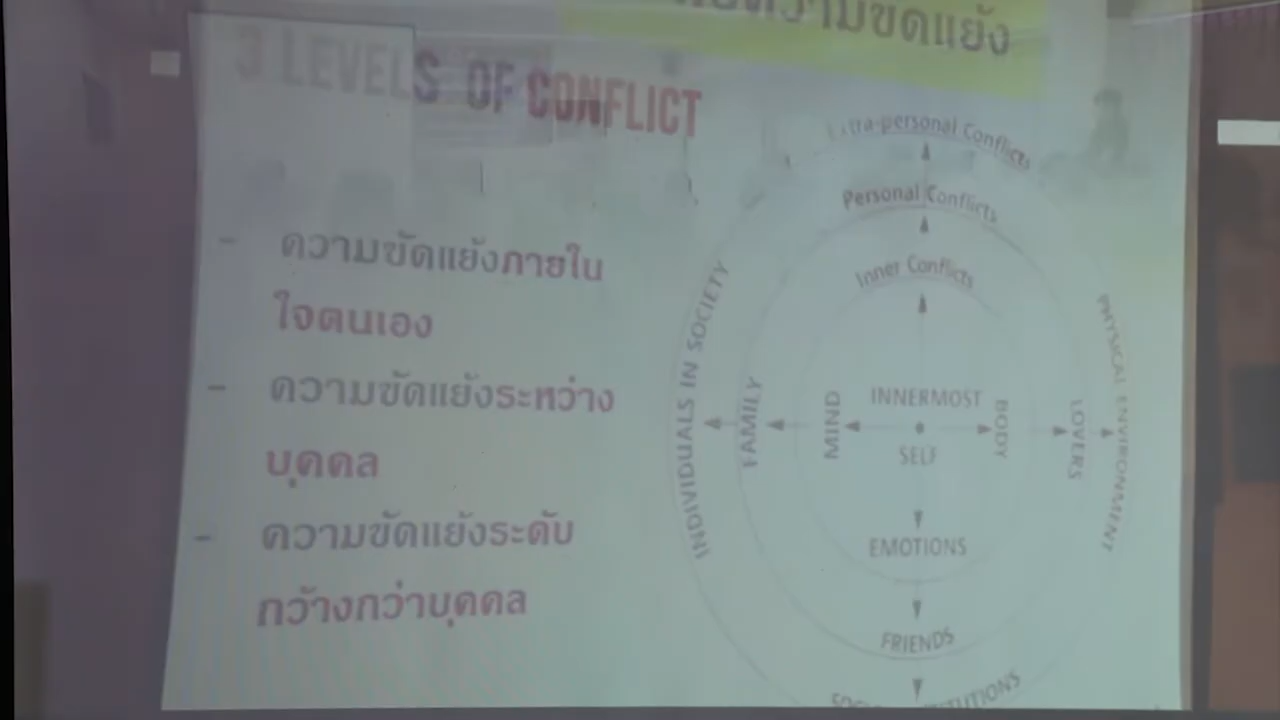 ความขัดแย้ง
3 LEVELS OF CONFLICT
- ความขัดแย้งภายใน
ใจตนเอง
- ความขัดแย้งระหว่าง
บุคคล
- ความขัดแย้งระดับ
กว้างกว่าบุคคล
Extra-personal Conflicts
Personal Conflicts
Inner Conflicts
INDIVIDUALS IN SOCIETY
FAMILY
MIND
INNERMOST
SELF
BODY
LOVERS
PHYSICAL ENVIRONMENT
EMOTIONS
FRIENDS